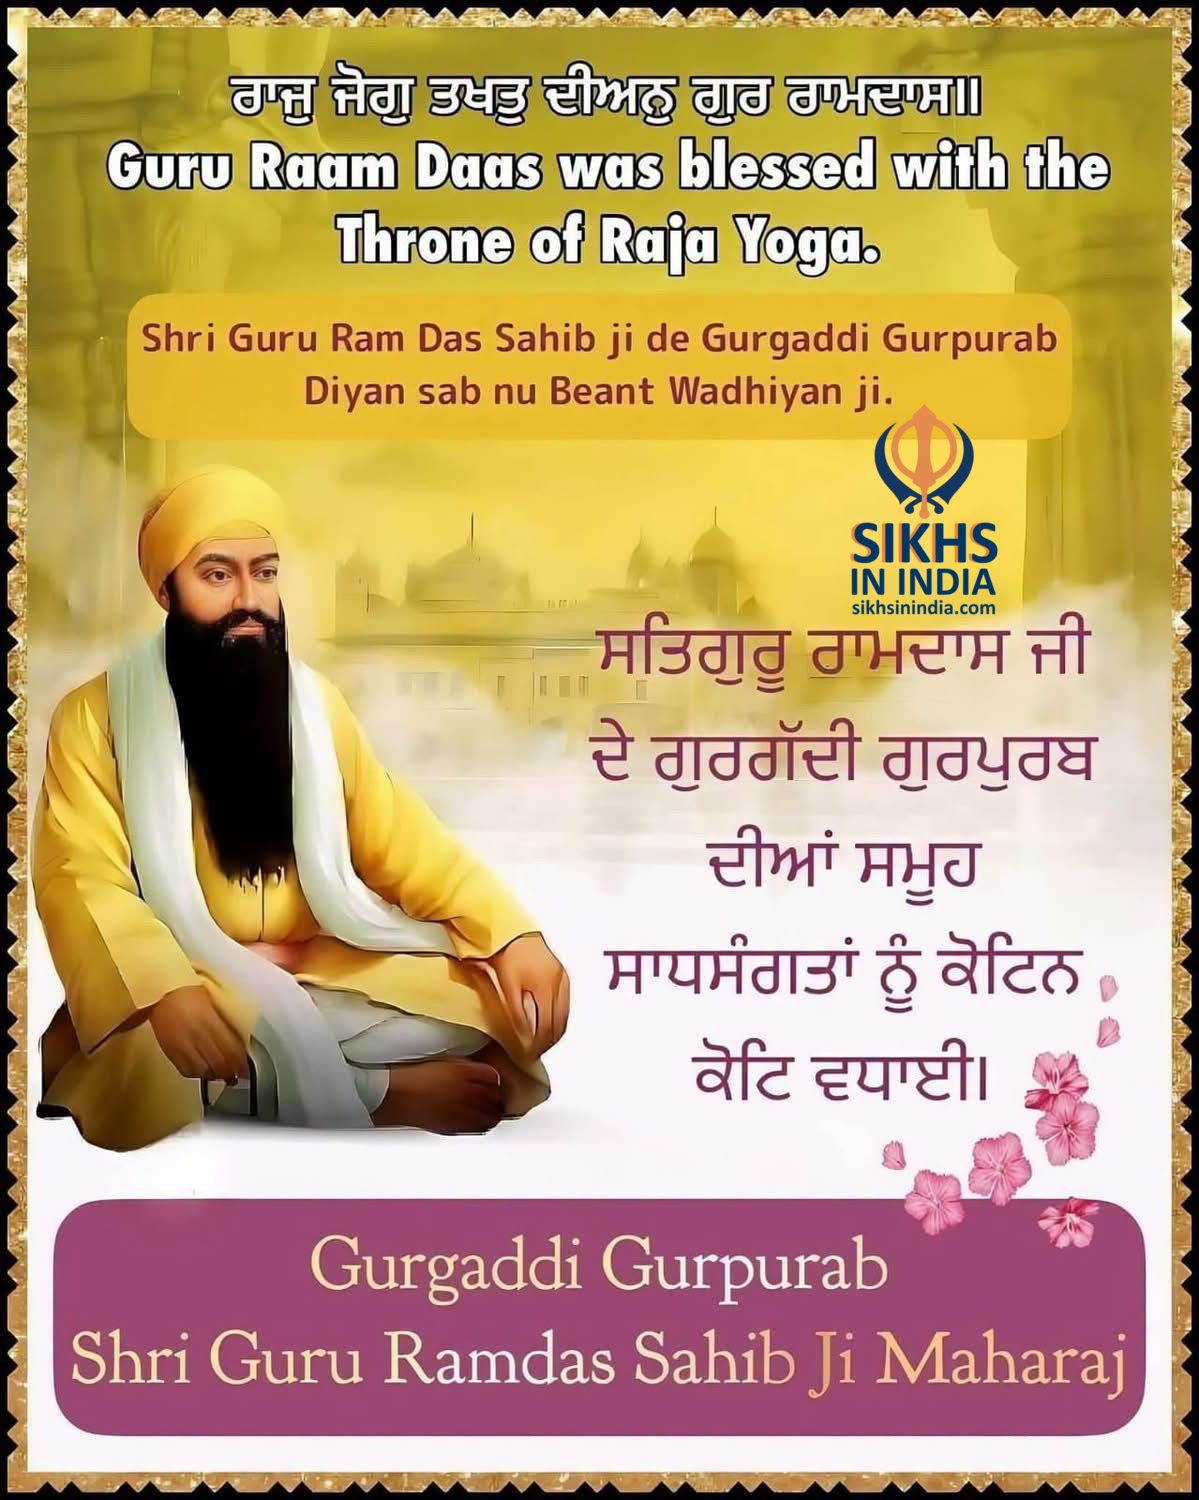 ਰਾਜੁ ਜੋਗੁ ਤਖਤੁ ਦੀਅਨੁ ਗੁਰ ਰਾਮਦਾਸ॥
Guru Raam Daas was blessed with the
Throne of Raja Yoga.
Shri Guru Ram Das Sahib ji de Gurgaddi Gurpurab
Diyan sab nu Beant Wadhiyan ji.
SIKHS
IN INDIA
sikhsinindia.com
ਸਤਿਗੁਰੂ ਰਾਮਦਾਸ ਜੀ
ਦੇ ਗੁਰਗੱਦੀ ਗੁਰਪੁਰਬ
ਦੀਆਂ ਸਮੂਹ
ਸਾਧਸੰਗਤਾਂ ਨੂੰ ਕੋਟਿਨ
ਕੋਟਿ ਵਧਾਈ।
Gurgaddi Gurpurab
Shri Guru Ramdas Sahib Ji Maharaj